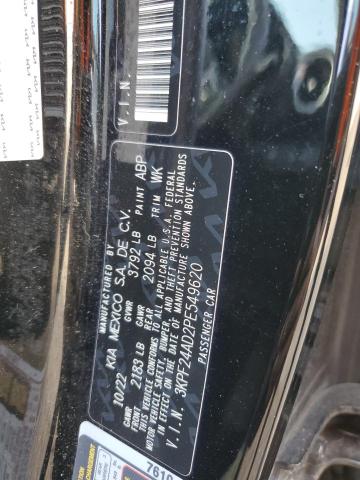 V.I.N.
MANUFACTURED BY
KIA MEXICO S.A. DE C.V.
10/22 GVWR 3792 LB PAINT ABP
GAWR FRONT 2183 LB GAWR REAR 2094 LB TRIM WK
MOTOR VEHICLE CONFORMS TO ALL APPLICABLE U.S.A. FEDERAL
MOTOR VEHICLE SAFETY, BUMPER, AND THEFT PREVENTION STANDARDS
IN EFFECT ON THE DATE OF MANUFACTURE SHOWN ABOVE.
V.I.N. 3KPF24AD2PE549620
PASSENGER CAR